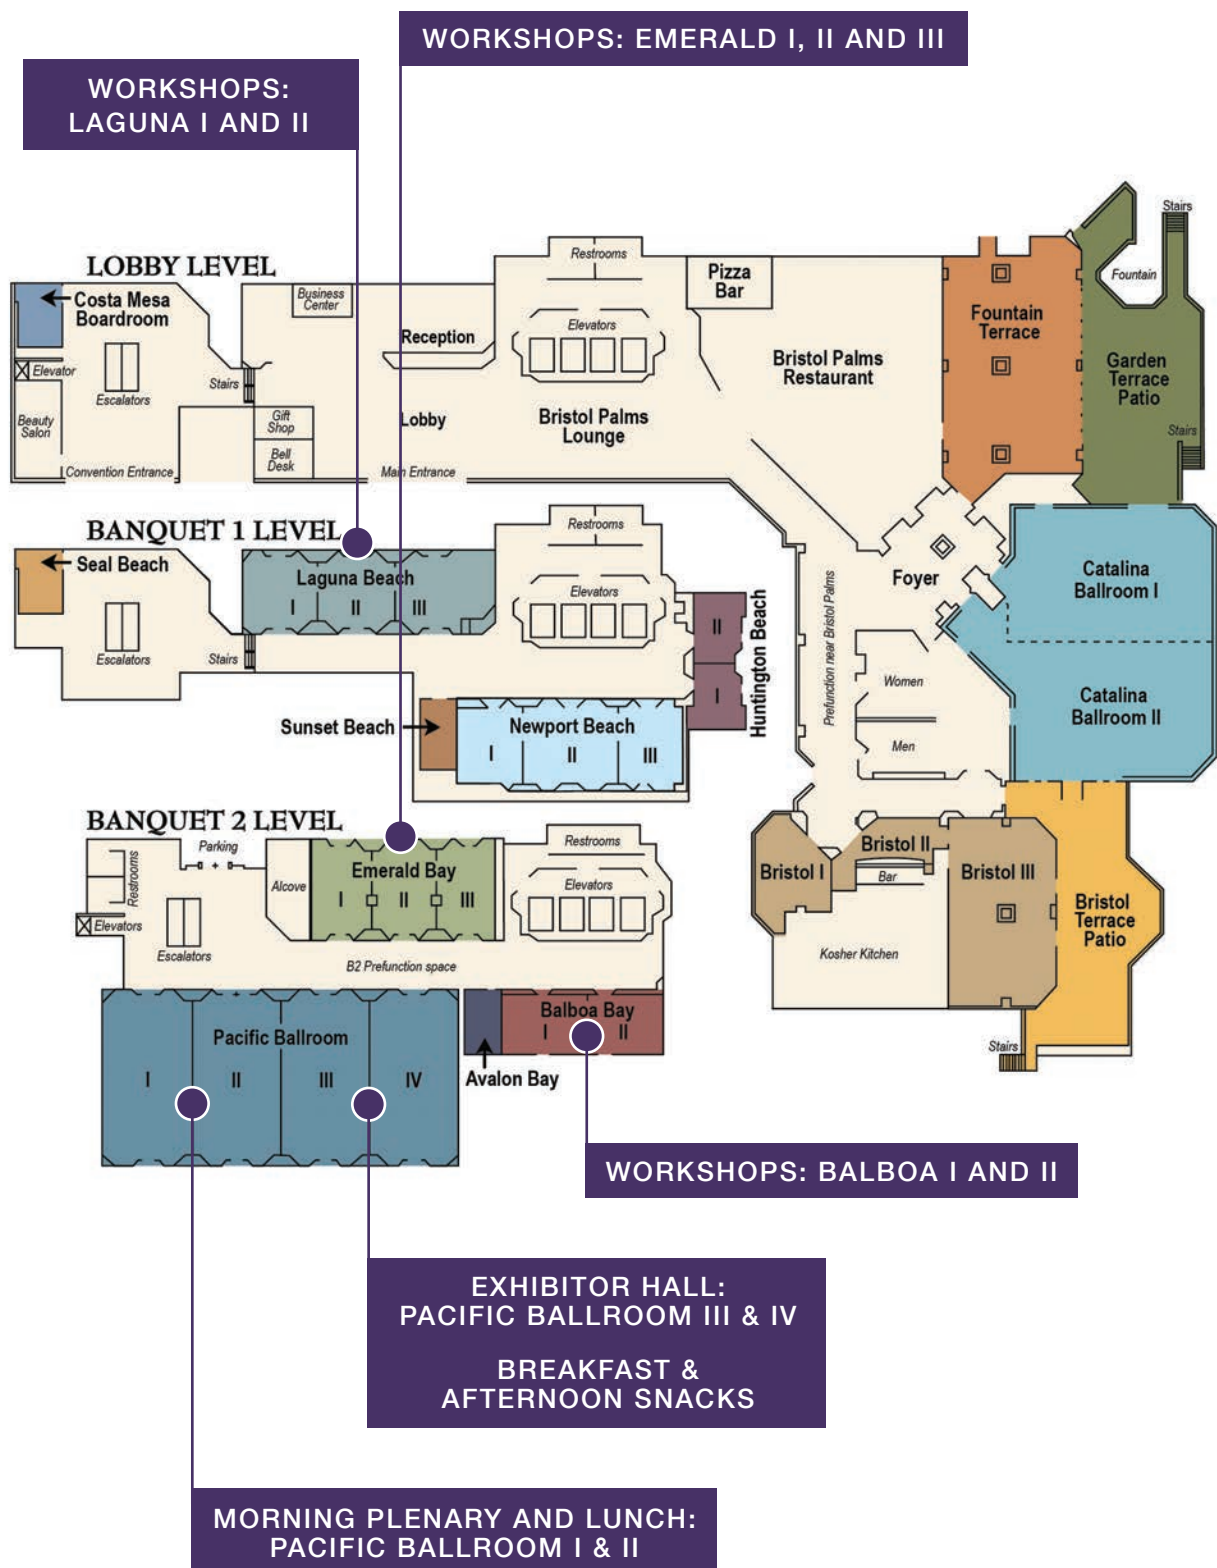 WORKSHOPS: EMERALD I, II AND III
WORKSHOPS:
LAGUNA I AND II
LOBBY LEVEL
Costa Mesa
Boardroom
Elevator
Escalators
Beauty
Salon
Convention Entrance
Stairs
Business
Center
Gift
Shop
Bell
Desk
Reception
Lobby
Main Entrance
Restrooms
Elevators
Bristol Palms
Lounge
Pizza
Bar
Bristol Palms
Restaurant
Fountain
Terrace
Stairs
Fountain
Garden
Terrace
Patio
Stairs
Foyer
Catalina
Ballroom I
Catalina
Ballroom II
Prefunction near Bristol Palms
Women
Men
Bristol I
Bristol II
Bar
Bristol III
Kosher Kitchen
Bristol
Terrace
Patio
Stairs
BANQUET 1 LEVEL
Seal Beach
Escalators
Stairs
Laguna Beach
I II III
Restrooms
Elevators
Huntington Beach
II
I
Sunset Beach
Newport Beach
I II III
BANQUET 2 LEVEL
Parking
Restrooms
Elevators
Escalators
Alcove
Emerald Bay
I II III
Restrooms
Elevators
B2 Prefunction space
Pacific Ballroom
I II III IV
Avalon Bay
Balboa Bay
I II
WORKSHOPS: BALBOA I AND II
EXHIBITOR HALL:
PACIFIC BALLROOM III & IV
BREAKFAST &
AFTERNOON SNACKS
MORNING PLENARY AND LUNCH:
PACIFIC BALLROOM I & II